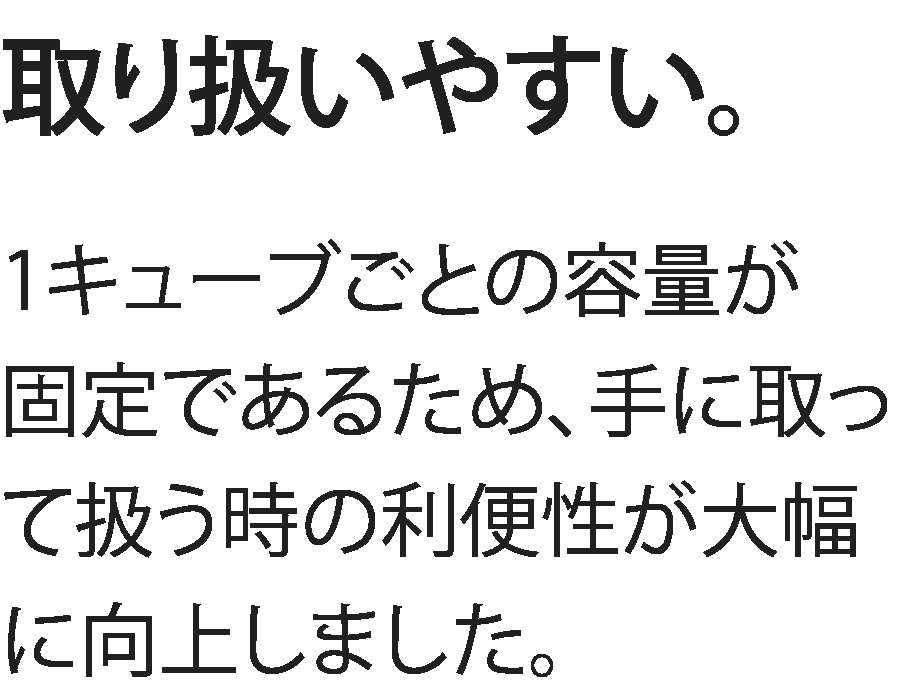 取り扱いやすい。
1キューブごとの容量が
固定であるため、手に取っ
て扱う時の利便性が大幅
に向上しました。